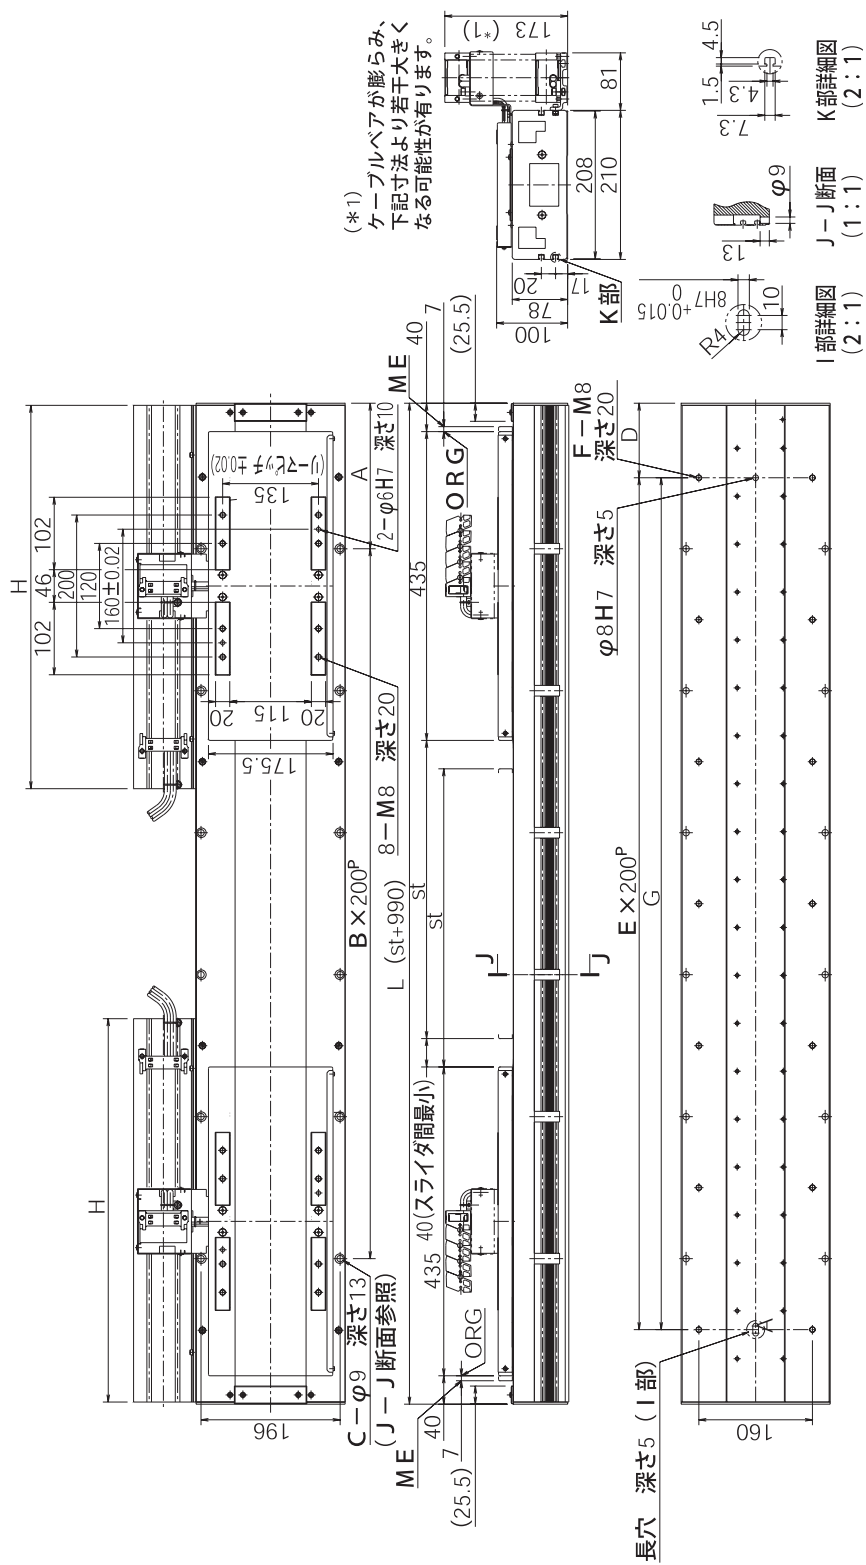 (*1)
ケーブルベアが膨らみ、
下記寸法より若干大きく
なる可能性が有ります。
173 (*1)
81
208
210
20
17
78
100
K部
4.5
1.5
4.3
7.3
K部詳細図
(2:1)
φ9
13
J-J断面
(1:1)
8H7 +0.015
0
R4
10
I部詳細図
(2:1)
H
102
46
102
200
120
160±0.02
135
(リーマピッチ±0.02)
2-φ6H7 深さ10
A
20
115
20
175.5
8-M8 深さ20
B×200P
H
196
C-φ9 深さ13
(J-J断面参照)
L (st+990)
40
7
(25.5)
ME
ORG
435
st
st
J
J
40(スライダ間最小)
435
ORG
ME
40
7
(25.5)
F-M8
深さ20
D
φ8H7 深さ5
E×200P
G
160
長穴 深さ5 (I部)